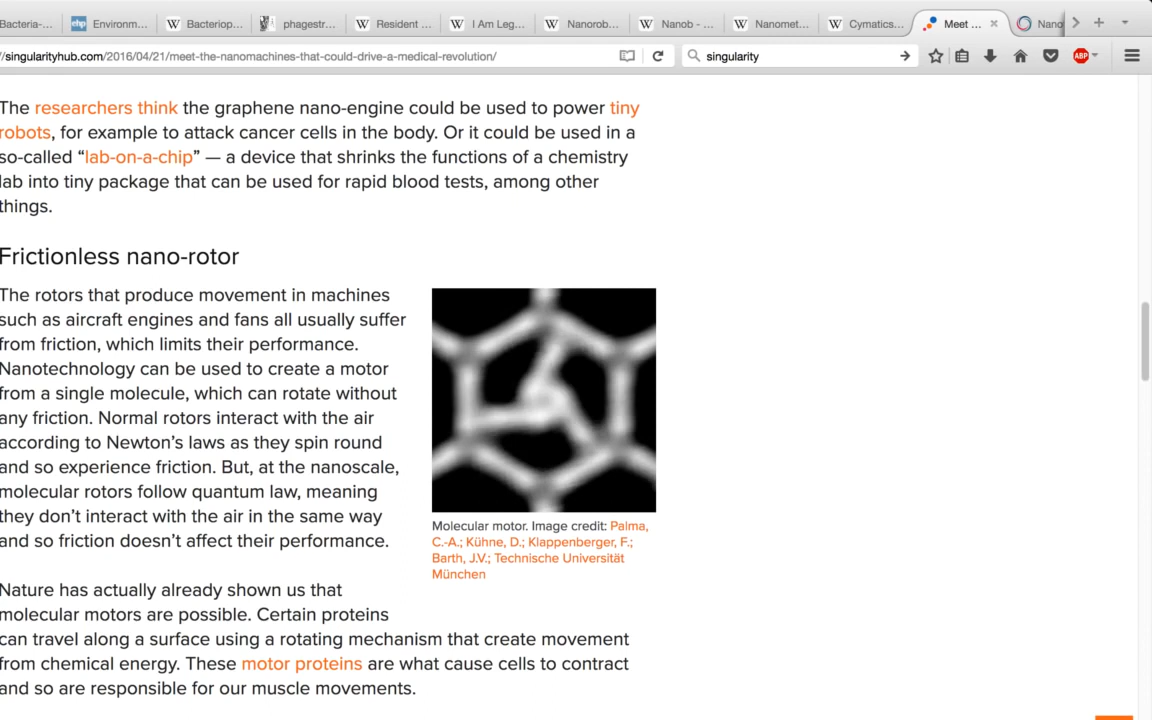 Bacteria-...
ehp Environm...
W Bacteriop...
phagestr...
W Resident ...
W I Am Leg...
W Nanorob...
W Nanob - ...
W Nanomet...
W Cymatics...
Meet ...
Nano
/singularityhub.com/2016/04/21/meet-the-nanomachines-that-could-drive-a-medical-revolution/
singularity
ABP
The researchers think the graphene nano-engine could be used to power tiny
robots, for example to attack cancer cells in the body. Or it could be used in a
so-called “lab-on-a-chip” — a device that shrinks the functions of a chemistry
lab into tiny package that can be used for rapid blood tests, among other
things.
Frictionless nano-rotor
The rotors that produce movement in machines
such as aircraft engines and fans all usually suffer
from friction, which limits their performance.
Nanotechnology can be used to create a motor
from a single molecule, which can rotate without
any friction. Normal rotors interact with the air
according to Newton’s laws as they spin round
and so experience friction. But, at the nanoscale,
molecular rotors follow quantum law, meaning
they don’t interact with the air in the same way
and so friction doesn’t affect their performance.
Molecular motor. Image credit: Palma,
C.-A.; Kühne, D.; Klappenberger, F.;
Barth, J.V.; Technische Universität
München
Nature has actually already shown us that
molecular motors are possible. Certain proteins
can travel along a surface using a rotating mechanism that create movement
from chemical energy. These motor proteins are what cause cells to contract
and so are responsible for our muscle movements.